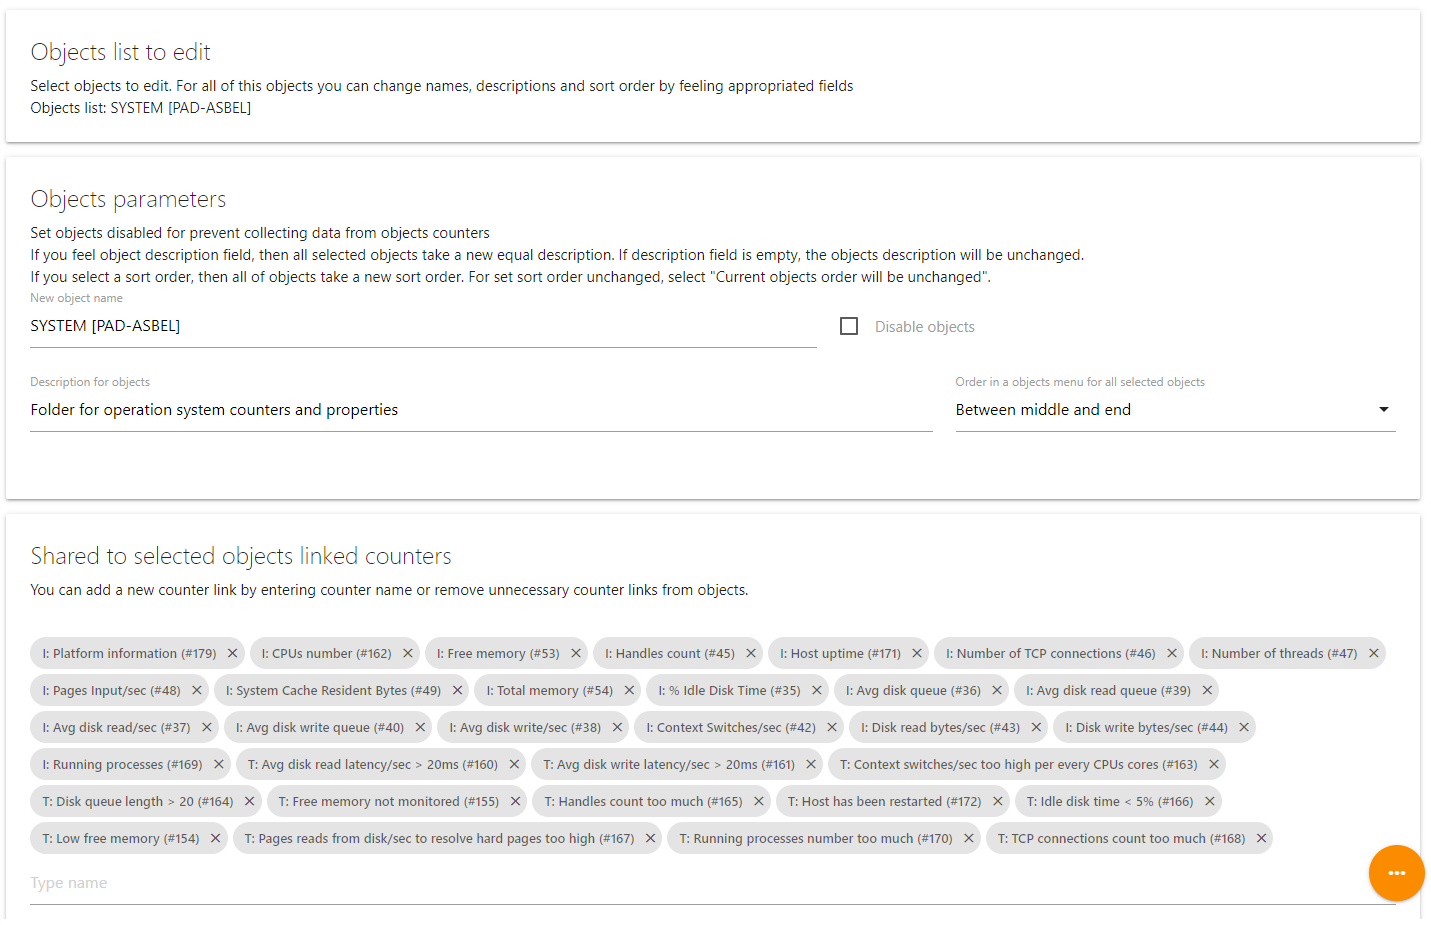 Objects list to edit
Select objects to edit. For all of this objects you can change names, descriptions and sort order by feeling appropriated fields
Objects list: SYSTEM [PAD-ASBEL]
Objects parameters
Set objects disabled for prevent collecting data from objects counters
If you feel object description field, then all selected objects take a new equal description. If description field is empty, the objects description will be unchanged.
If you select a sort order, then all of objects take a new sort order. For set sort order unchanged, select "Current objects order will be unchanged".
New object name
SYSTEM [PAD-ASBEL]
Disable objects
Description for objects
Order in a objects menu for all selected objects
Folder for operation system counters and properties
Between middle and end
Shared to selected objects linked counters
You can add a new counter link by entering counter name or remove unnecessary counter links from objects.
I: Platform information (#179) I: CPUs number (#162) I: Free memory (#53) I: Handles count (#45) I: Host uptime (#171) I: Number of TCP connections (#46) I: Number of threads (#47)
I: Pages Input/sec (#48) I: System Cache Resident Bytes (#49) I: Total memory (#54) I: % Idle Disk Time (#35) I: Avg disk queue (#36) I: Avg disk read queue (#39)
I: Avg disk read/sec (#37) I: Avg disk write queue (#40) I: Avg disk write/sec (#38) I: Context Switches/sec (#42) I: Disk read bytes/sec (#43) I: Disk write bytes/sec (#44)
I: Running processes (#169) T: Avg disk read latency/sec > 20ms (#160) T: Avg disk write latency/sec > 20ms (#161) T: Context switches/sec too high per every CPUs cores (#163)
T: Disk queue length > 20 (#164) T: Free memory not monitored (#155) T: Handles count too much (#165) T: Host has been restarted (#172) T: Idle disk time < 5% (#166)
T: Low free memory (#154) T: Pages reads from disk/sec to resolve hard pages too high (#167) T: Running processes number too much (#170) T: TCP connections count too much (#168)
Type name